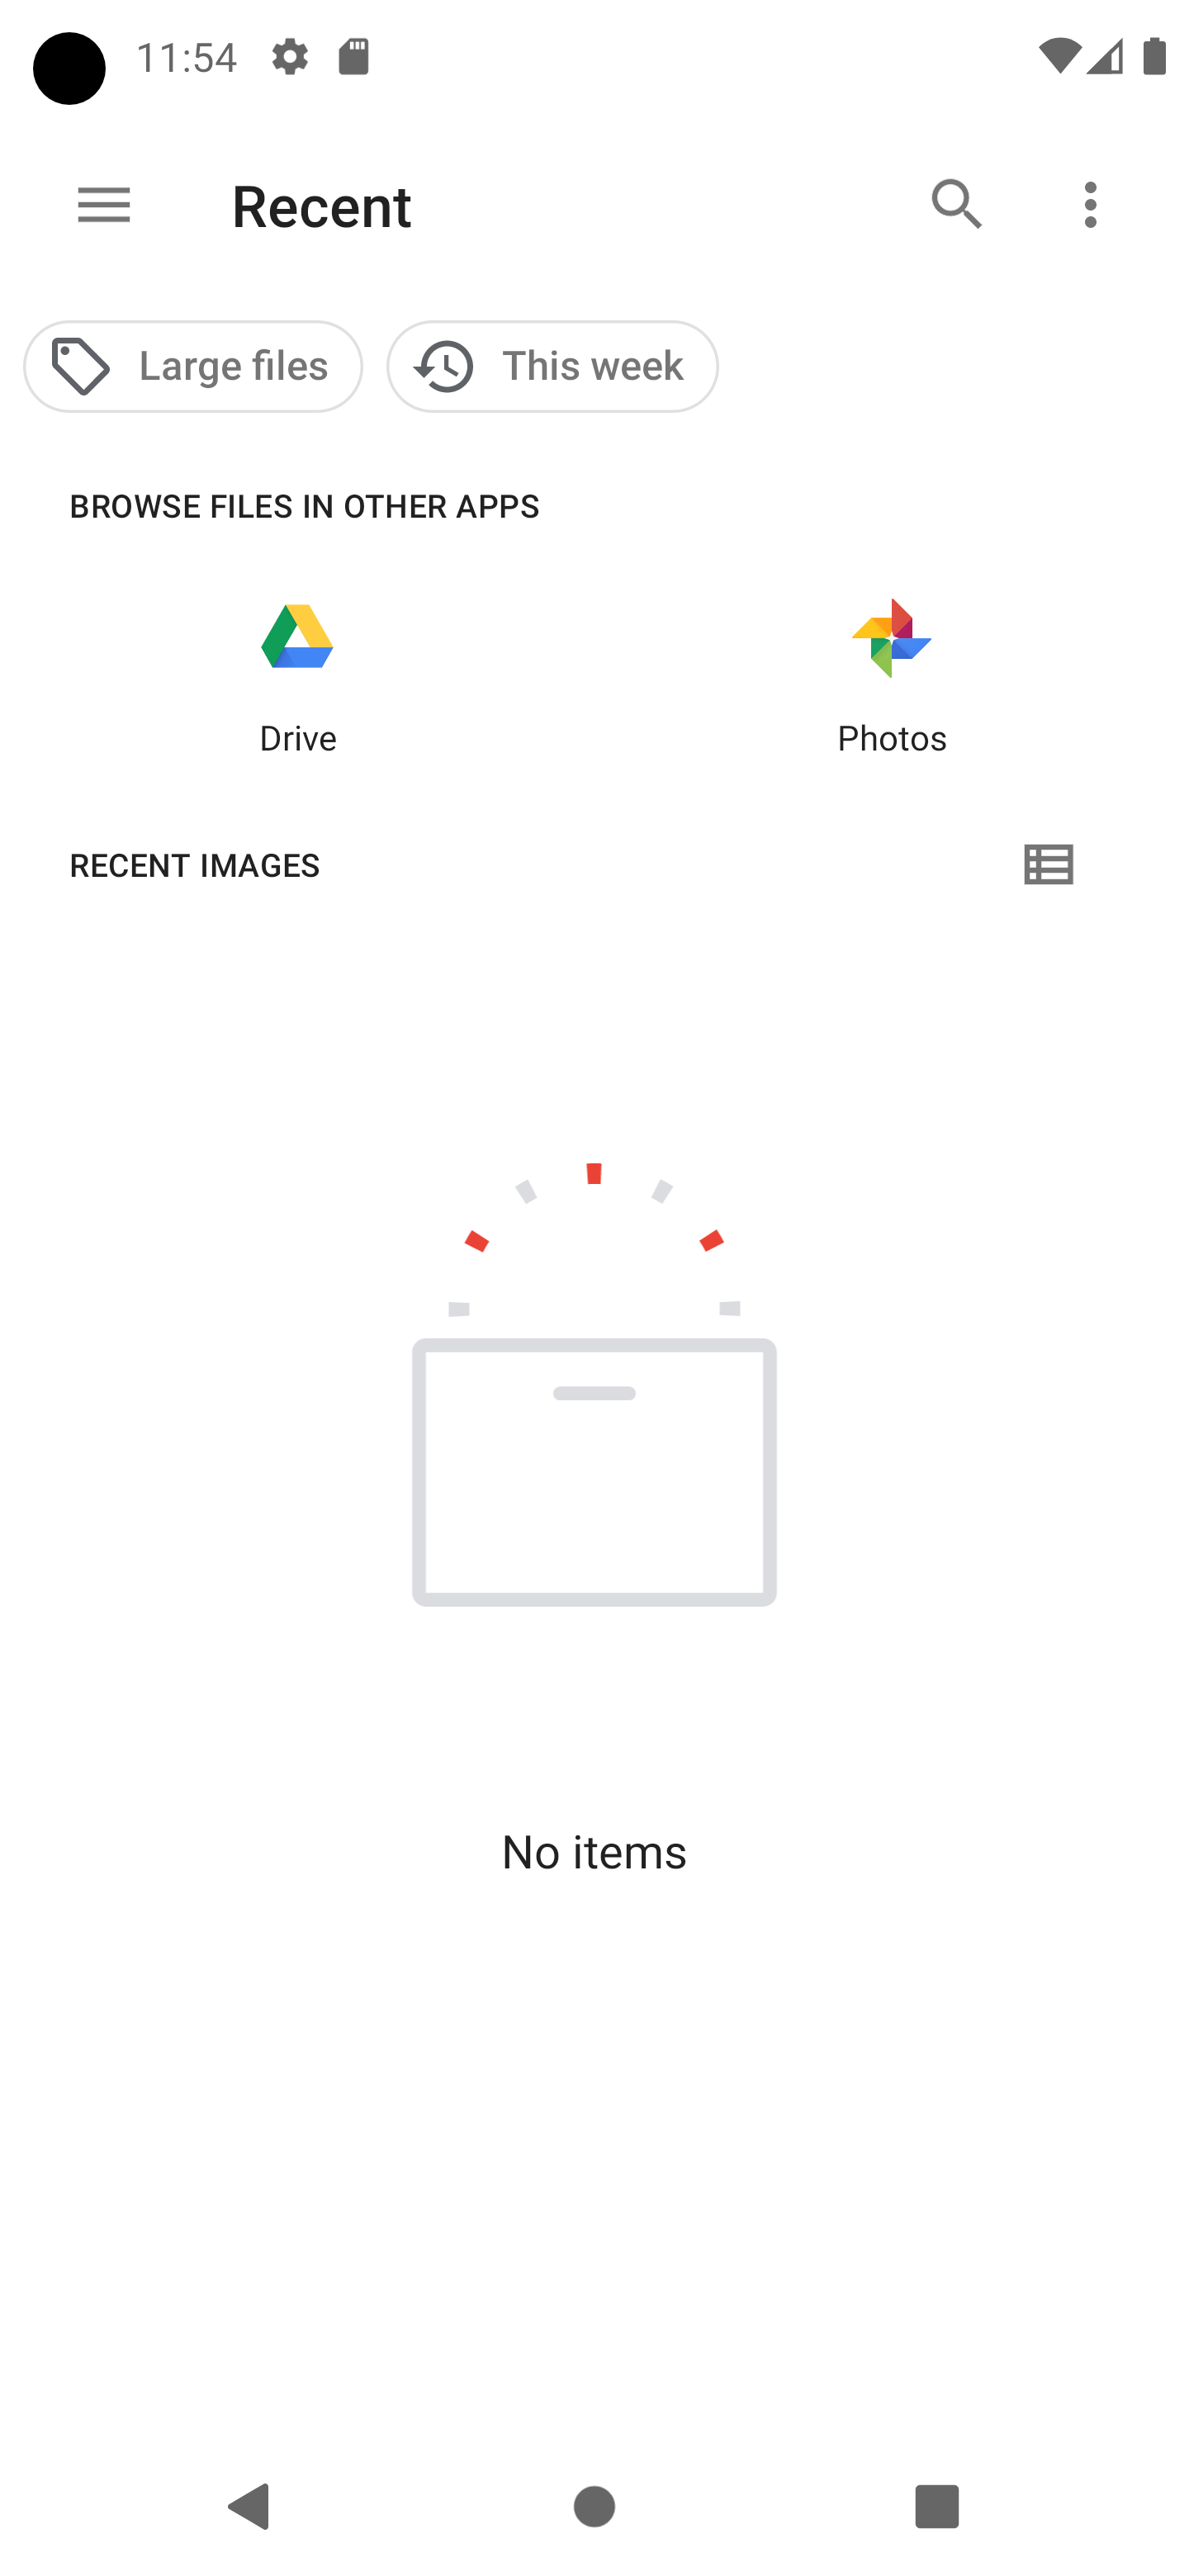 11:54
Recent
Large files
This week
BROWSE FILES IN OTHER APPS
Drive
Photos
RECENT IMAGES
No items